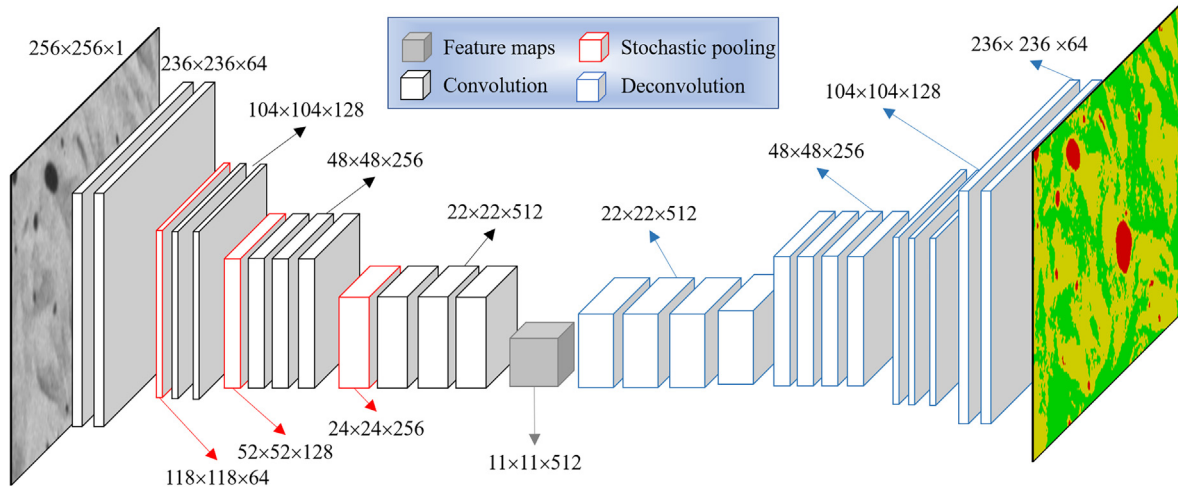 256×256×1
236×236×64
104×104×128
48×48×256
22×22×512
118×118×64
52×52×128
24×24×256
11×11×512
Feature maps
Stochastic pooling
Convolution
Deconvolution
22×22×512
48×48×256
104×104×128
236× 236 ×64